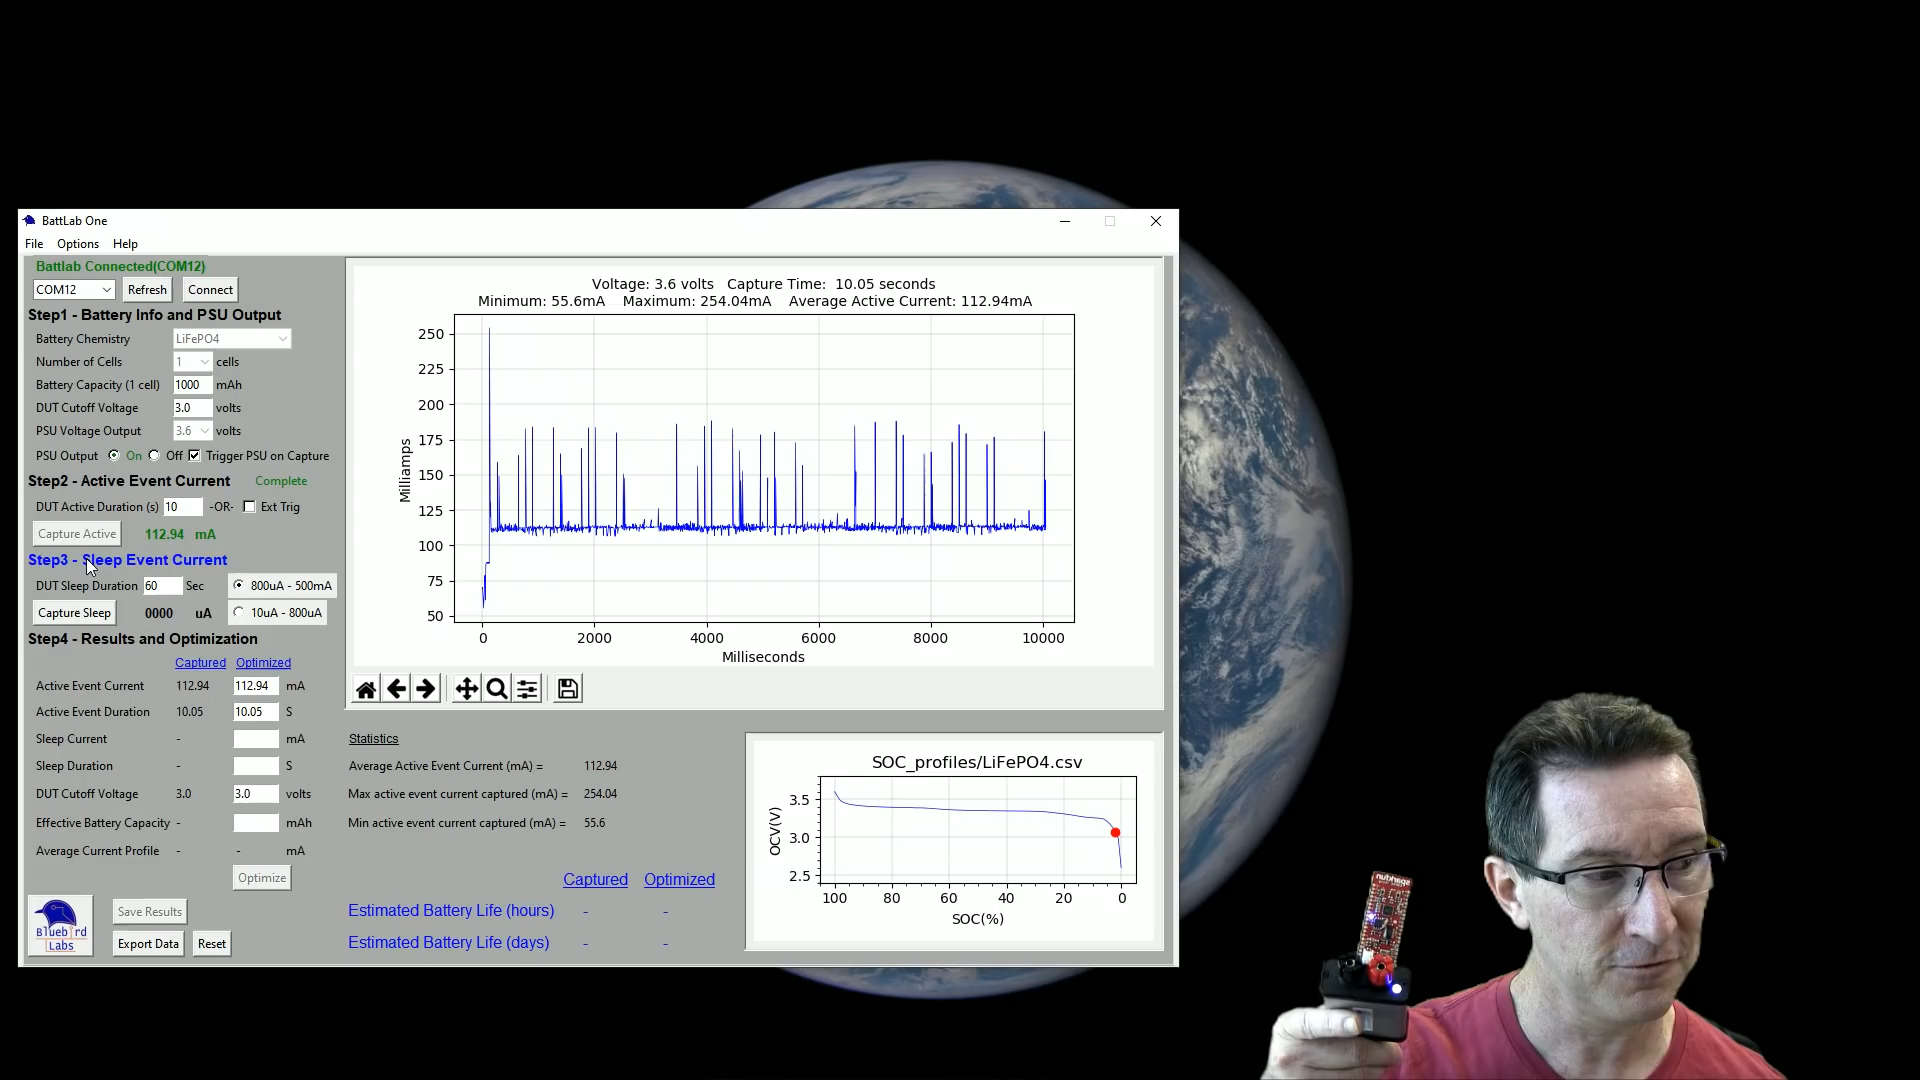 BattLab One
File Options Help
Battlab Connected(COM12)
COM12 Refresh Connect
Step1 - Battery Info and PSU Output
Battery Chemistry LiFePO4
Number of Cells 1 cells
Battery Capacity (1 cell) 1000 mAh
DUT Cutoff Voltage 3.0 volts
PSU Voltage Output 3.6 volts
PSU Output On Off Trigger PSU on Capture
Step2 - Active Event Current Complete
DUT Active Duration (s) 10 -OR- Ext Trig
Capture Active 112.94 mA
Step3 - Sleep Event Current
DUT Sleep Duration 60 Sec 800uA - 500mA
Capture Sleep 0000 uA 10uA - 800uA
Step4 - Results and Optimization
Captured Optimized
Active Event Current 112.94 112.94 mA
Active Event Duration 10.05 10.05 S
Sleep Current - mA
Sleep Duration - S
DUT Cutoff Voltage 3.0 3.0 volts
Effective Battery Capacity - mAh
Average Current Profile - - mA
Optimize
Bluebird
Labs
Save Results
Export Data Reset
Voltage: 3.6 volts Capture Time: 10.05 seconds
Minimum: 55.6mA Maximum: 254.04mA Average Active Current: 112.94mA
250
225
200
175
150
125
100
75
50
Milliamps
0 2000 4000 6000 8000 10000
Milliseconds
Statistics
Average Active Event Current (mA) = 112.94
Max active event current captured (mA) = 254.04
Min active event current captured (mA) = 55.6
Captured Optimized
Estimated Battery Life (hours) - -
Estimated Battery Life (days) - -
SOC_profiles/LiFePO4.csv
3.5
3.0
2.5
OCV(V)
100 80 60 40 20 0
SOC(%)
sparkfun